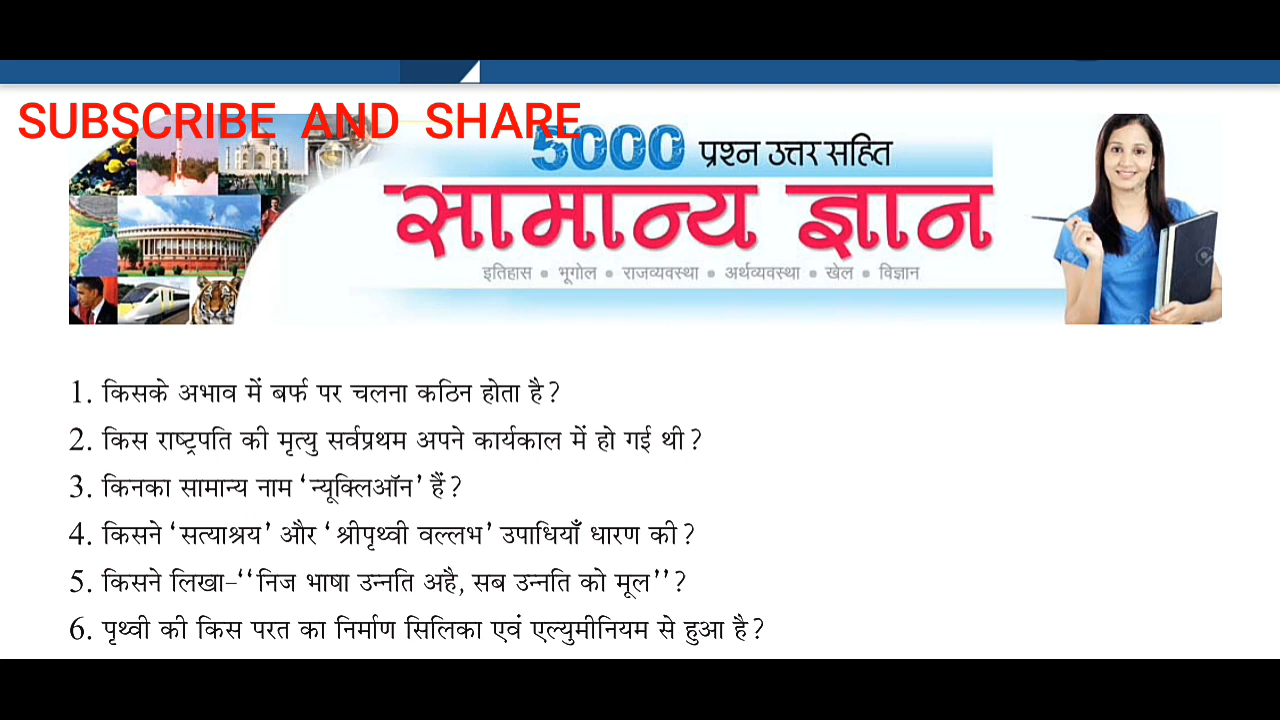 SUBSCRIBE AND SHARE
5000 प्रश्न उत्तर सहित
सामान्य ज्ञान
इतिहास • भूगोल • राजव्यवस्था • अर्थव्यवस्था • खेल • विज्ञान
1. किसके अभाव में बर्फ पर चलना कठिन होता है?
2. किस राष्ट्रपति की मृत्यु सर्वप्रथम अपने कार्यकाल में हो गई थी?
3. किनका सामान्य नाम ‘न्यूक्लिऑन’ हैं?
4. किसने ‘सत्याश्रय’ और ‘श्रीपृथ्वी वल्लभ’ उपाधियाँ धारण की?
5. किसने लिखा-‘‘निज भाषा उन्नति अहै, सब उन्नति को मूल’’?
6. पृथ्वी की किस परत का निर्माण सिलिका एवं एल्युमीनियम से हुआ है?